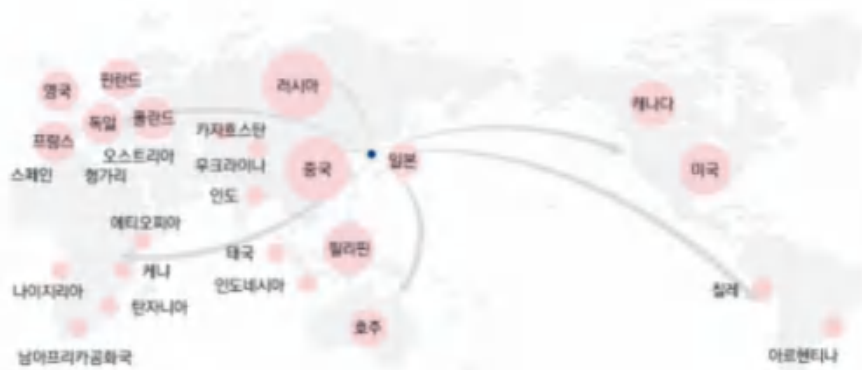 영국
핀란드
러시아
캐나다
독일
폴란드
프랑스
카자흐스탄
오스트리아
우크라이나
중국
일본
미국
스페인
헝가리
인도
에티오피아
태국
필리핀
케냐
나이지리아
인도네시아
탄자니아
칠레
호주
남아프리카공화국
아르헨티나